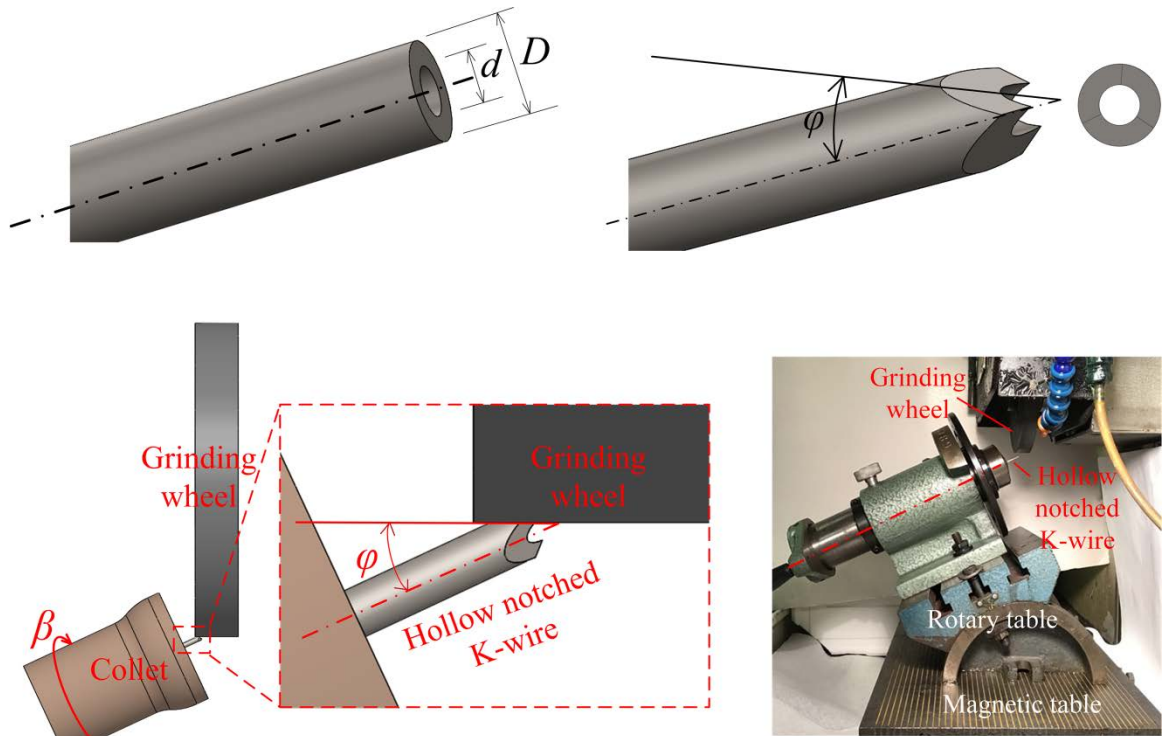 d
D
φ
Grinding
wheel
Grinding
wheel
φ
Hollow notched
K-wire
β
Collet
Grinding
wheel
Hollow
notched
K-wire
Rotary table
Magnetic table